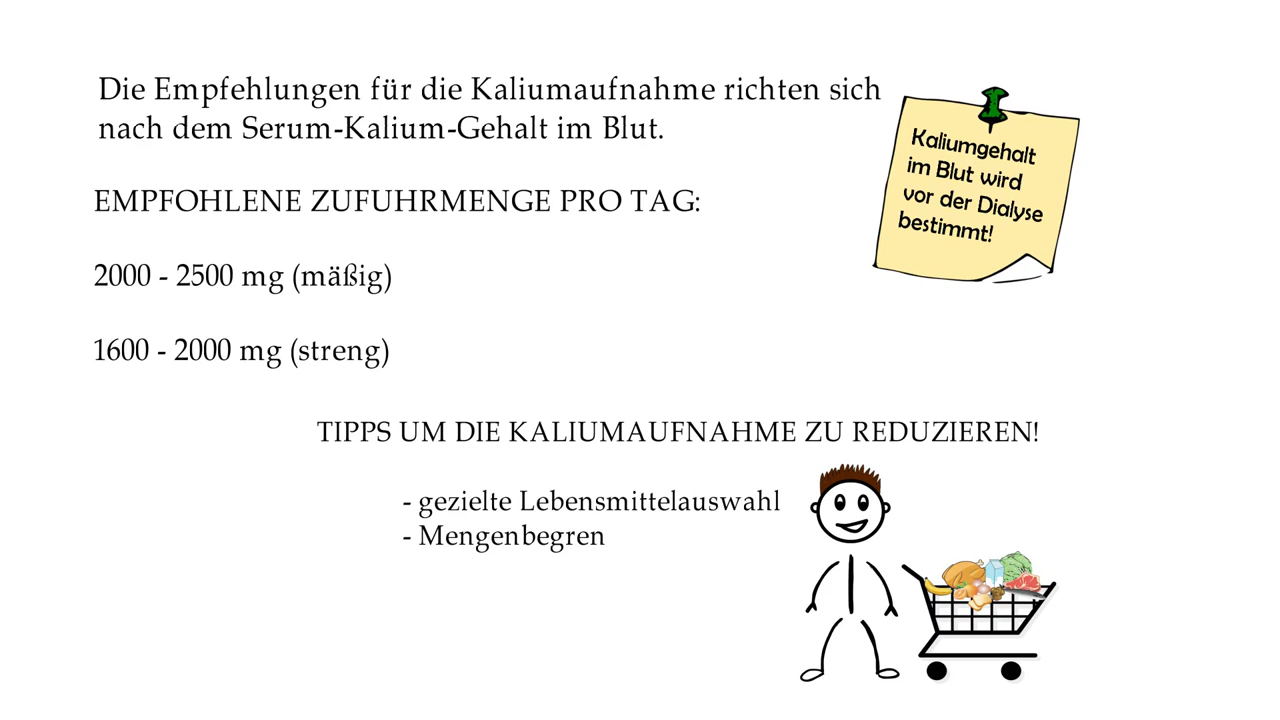 Die Empfehlungen für die Kaliumaufnahme richten sich
nach dem Serum-Kalium-Gehalt im Blut.
Kaliumgehalt
im Blut wird
vor der Dialyse
bestimmt!
EMPFOHLENE ZUFUHRMENGE PRO TAG:
2000 - 2500 mg (mäßig)
1600 - 2000 mg (streng)
TIPPS UM DIE KALIUMAUFNAHME ZU REDUZIEREN!
- gezielte Lebensmittelauswahl
- Mengenbegren